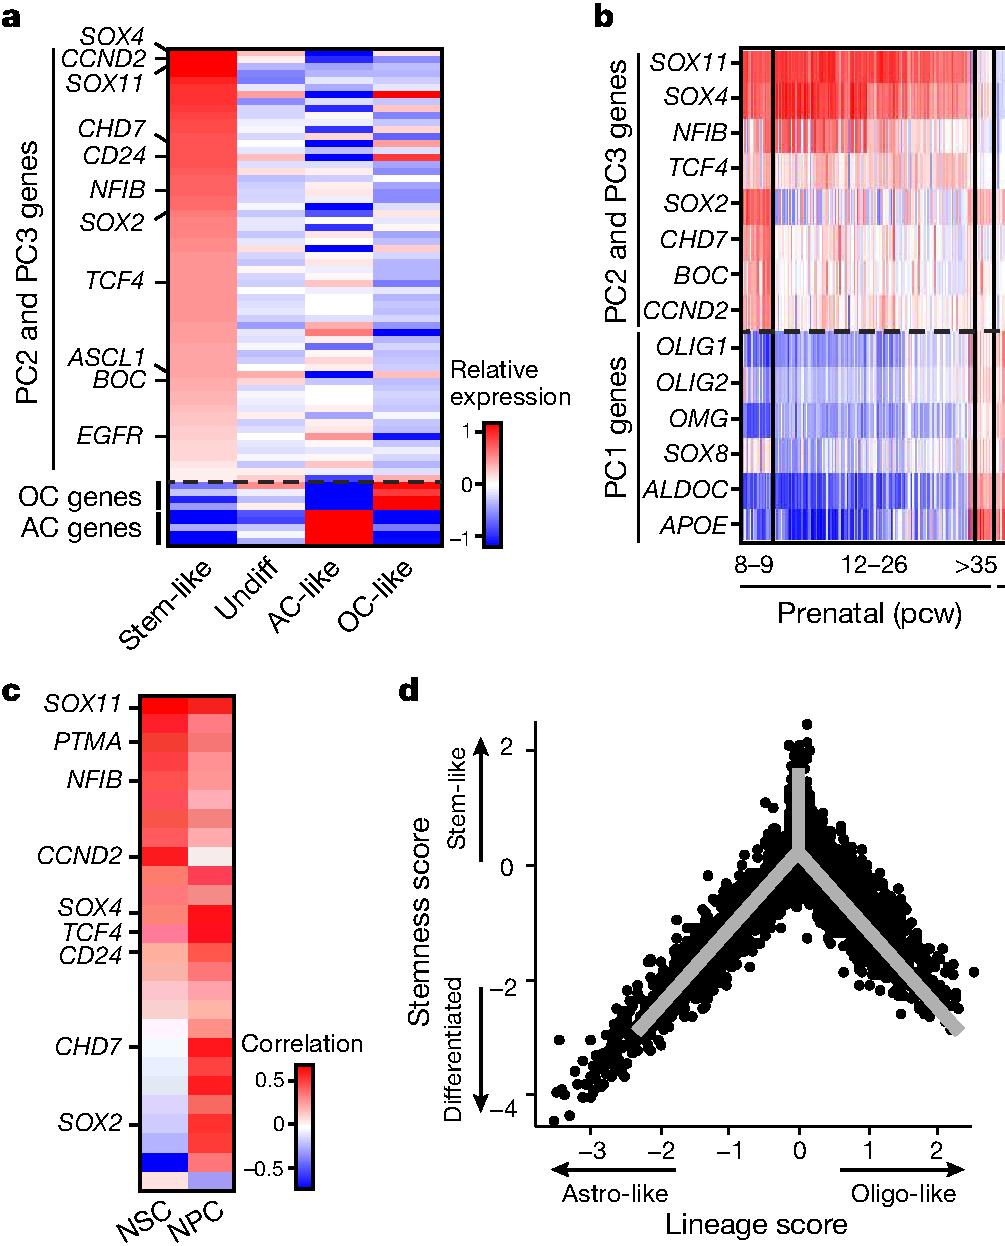 a
SOX4
CCND2
SOX11
CHD7
CD24
NFIB
SOX2
TCF4
ASCL1
BOC
EGFR
PC2 and PC3 genes
OC genes
AC genes
Stem-like
Undiff
AC-like
OC-like
Relative
expression
1
0
−1
b
PC2 and PC3 genes
SOX11
SOX4
NFIB
TCF4
SOX2
CHD7
BOC
CCND2
PC1 genes
OLIG1
OLIG2
OMG
SOX8
ALDOC
APOE
8–9 12–26 >35
Prenatal (pcw)
c
SOX11
PTMA
NFIB
CCND2
SOX4
TCF4
CD24
CHD7
SOX2
NSC
NPC
Correlation
0.5
0
−0.5
d
Stemness score
Stem-like
Differentiated
2
0
−2
−4
−3 −2 −1 0 1 2
Astro-like Oligo-like
Lineage score